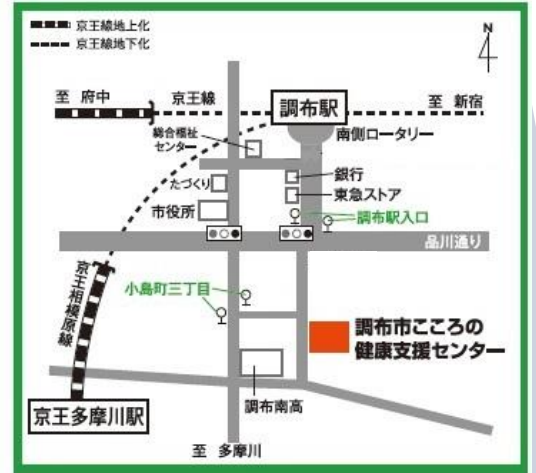 京王線地上化
京王線地下化
N
至 府中
京王線
調布駅
至 新宿
総合福祉
センター
南側ロータリー
銀行
たづくり
東急ストア
市役所
調布駅入口
品川通り
京王相模原線
小島町三丁目
調布市こころの
健康支援センター
調布南高
京王多摩川駅
至 多摩川